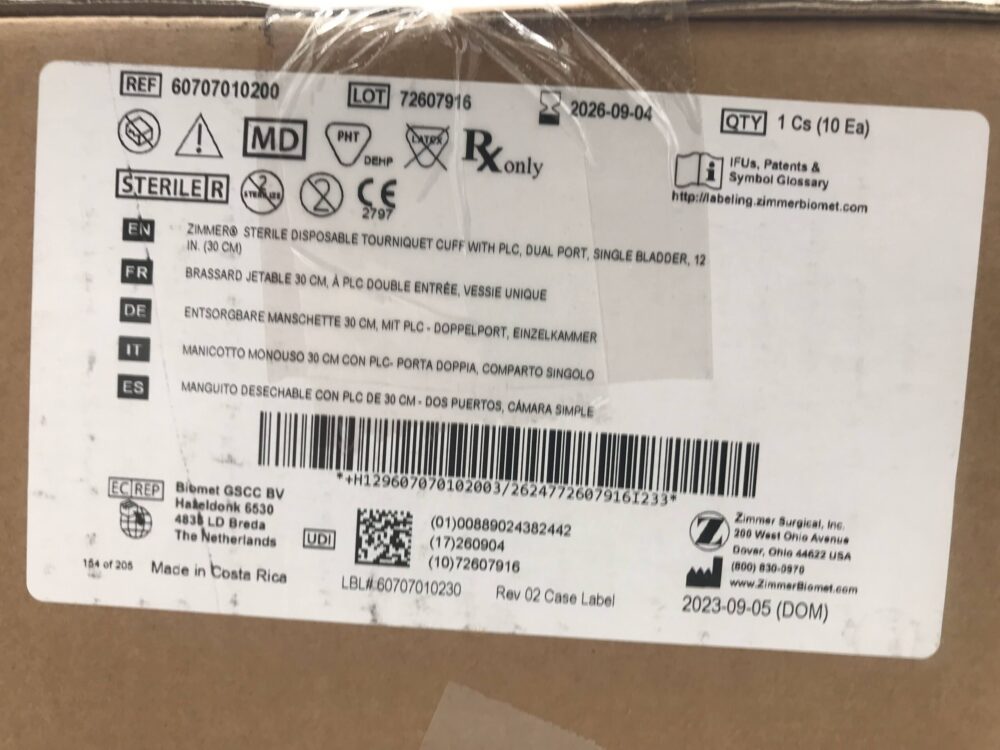 REF 60707010200
LOT 72607916
2026-09-04
QTY 1 Cs (10 Ea)
MD
PHT
DEHP
LATEX
Rx only
IFUs, Patents &
Symbol Glossary
http://labeling.zimmerbiomet.com
STERILE R
2
STERILIZE
2
CE
2797
EN
ZIMMER® STERILE DISPOSABLE TOURNIQUET CUFF WITH PLC, DUAL PORT, SINGLE BLADDER, 12
IN. (30 CM)
FR
BRASSARD JETABLE 30 CM, À PLC DOUBLE ENTRÉE, VESSIE UNIQUE
DE
ENTSORGBARE MANSCHETTE 30 CM, MIT PLC - DOPPELPORT, EINZELKAMMER
IT
MANICOTTO MONOUSO 30 CM CON PLC- PORTA DOPPIA, COMPARTO SINGOLO
ES
MANGUITO DESECHABLE CON PLC DE 30 CM - DOS PUERTOS, CÁMARA SIMPLE
*+H129607070102003/26247726079161233*
EC REP
Biomet GSCC BV
Hazeldonk 6530
4836 LD Breda
The Netherlands
UDI
(01)00889024382442
(17)260904
(10)72607916
Z
Zimmer Surgical, Inc.
200 West Ohio Avenue
Dover, Ohio 44622 USA
(800) 830-0970
www.ZimmerBiomet.com
2023-09-05 (DOM)
154 of 205
Made in Costa Rica
LBL# 60707010230
Rev 02 Case Label